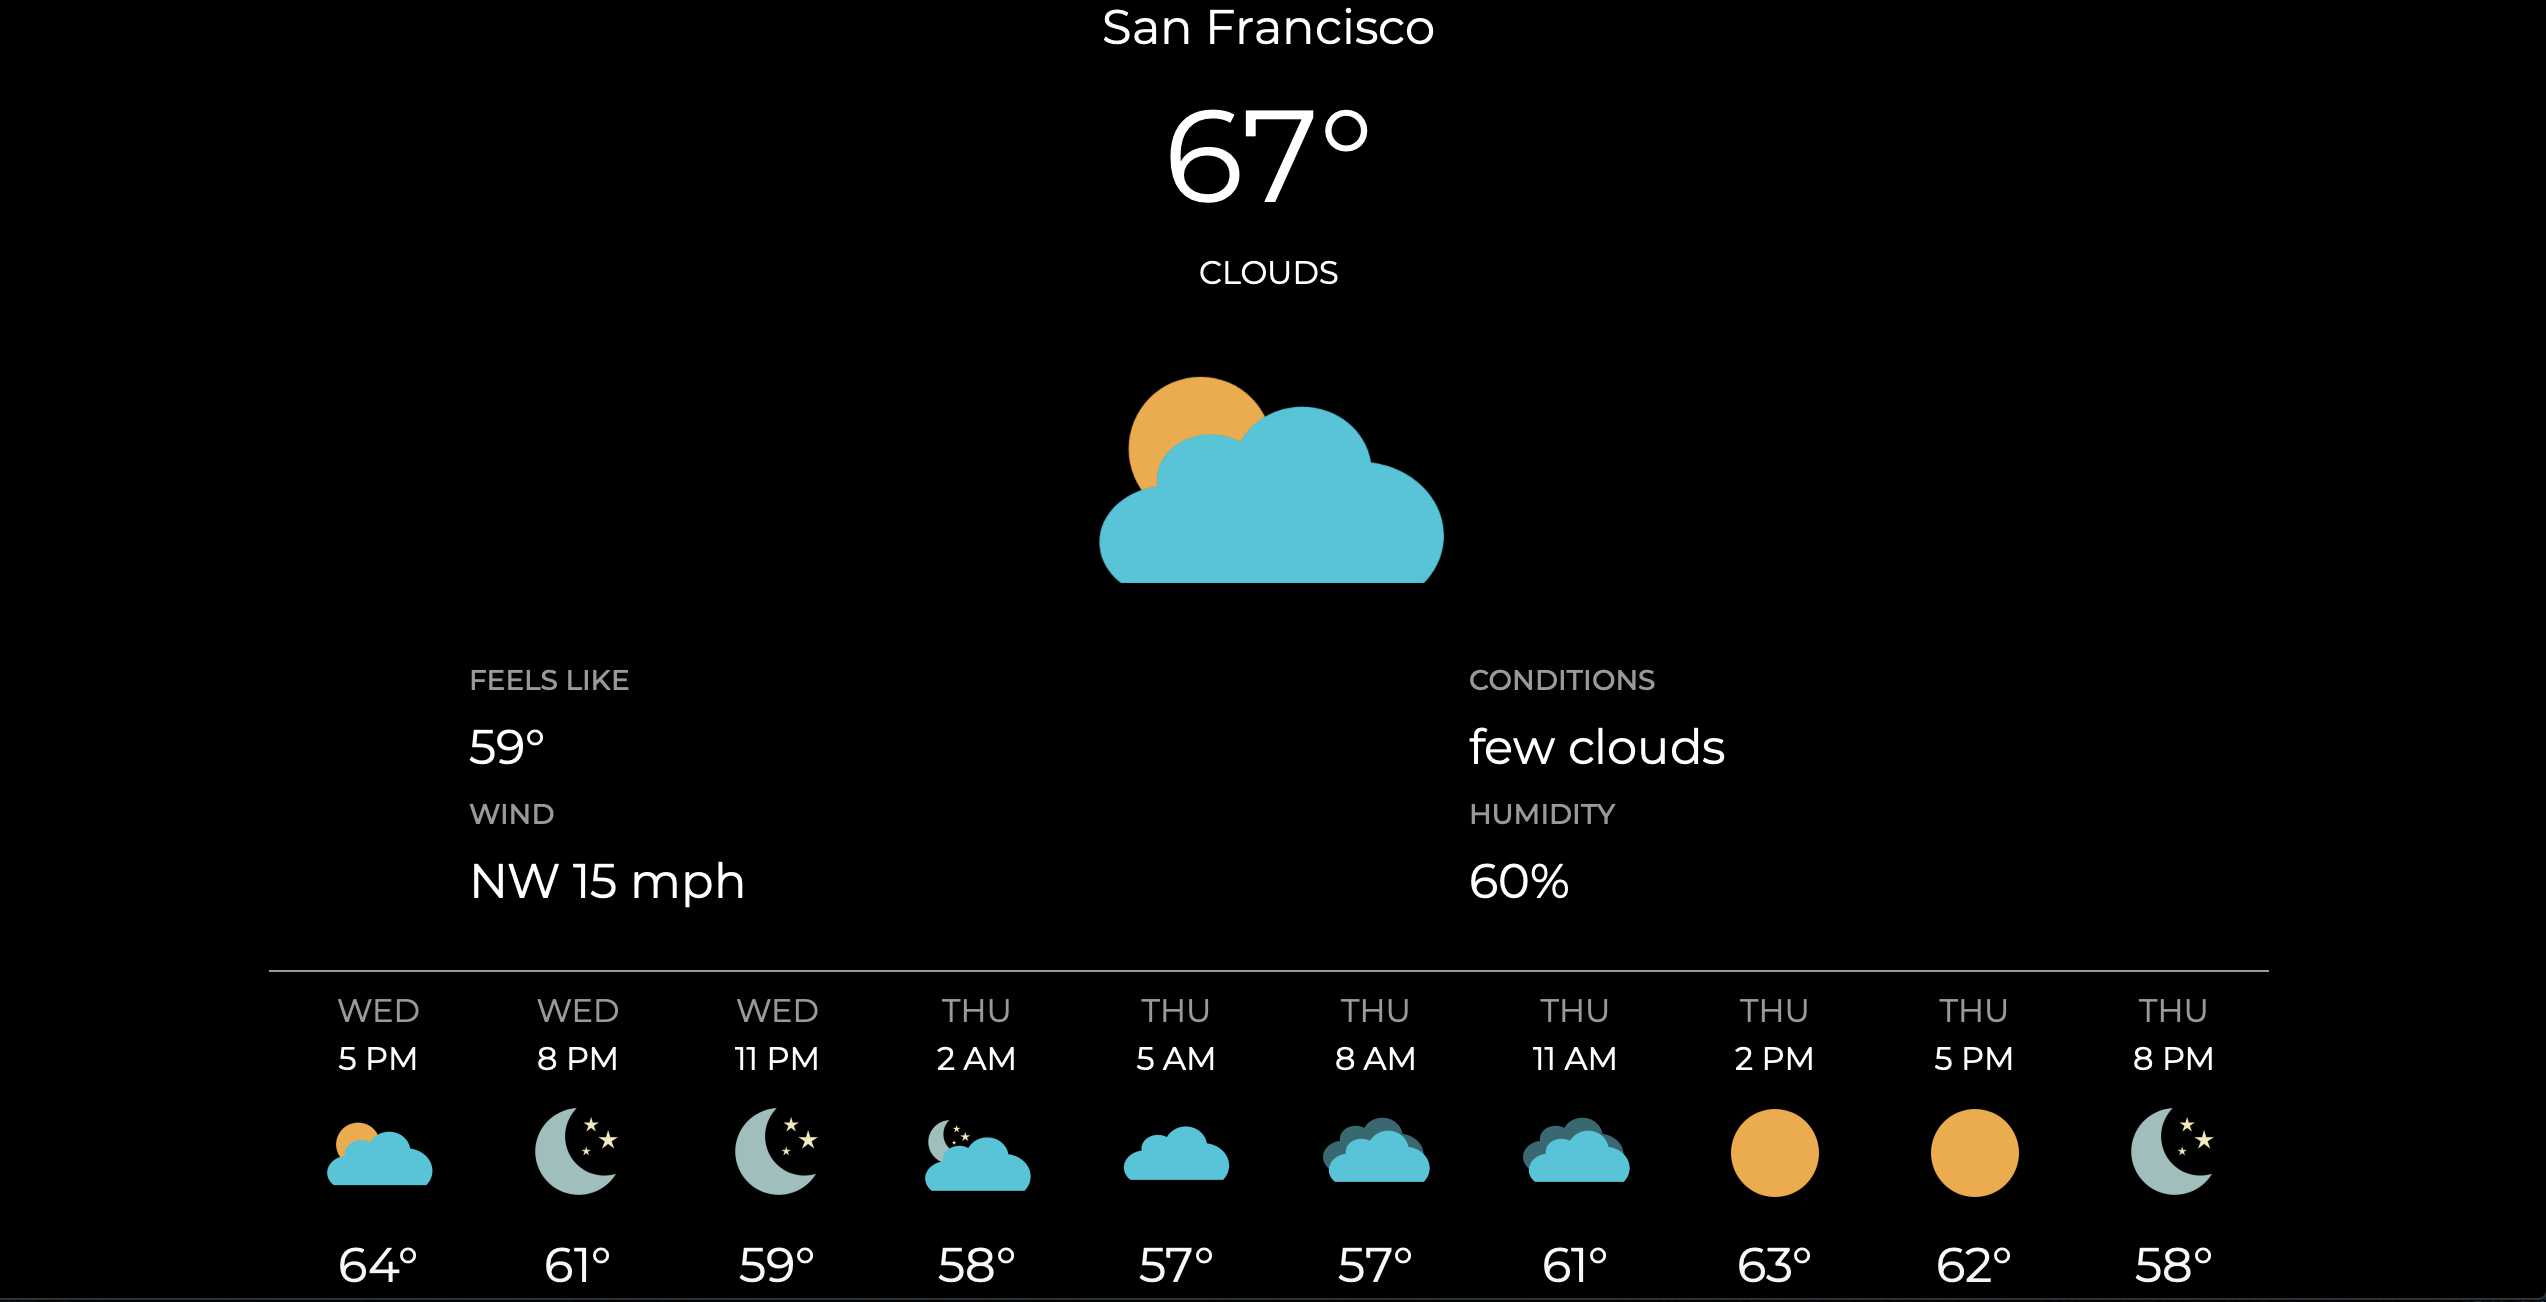 San Francisco
67°
CLOUDS
FEELS LIKE
59°
WIND
NW 15 mph
CONDITIONS
few clouds
HUMIDITY
60%
WED WED WED THU THU THU THU THU THU THU
5 PM 8 PM 11 PM 2 AM 5 AM 8 AM 11 AM 2 PM 5 PM 8 PM
64° 61° 59° 58° 57° 57° 61° 63° 62° 58°